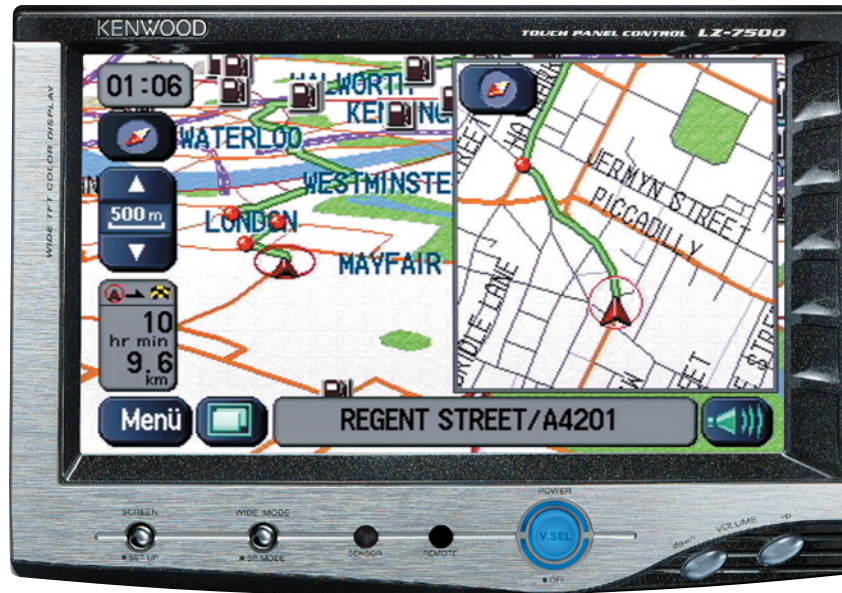 KENWOOD
TOUCH PANEL CONTROL LZ-7500
WIDE TFT COLOR DISPLAY
01:06
WATERLOO
WESTMINSTE
500 m
LONDON
MAYFAIR
A
10
hr min
9.6
km
JERMYN STREET
PICCADILLY
Menü
REGENT STREET/A4201
SCREEN
■ SET UP
WIDE MODE
■ SP. MODE
SENSOR
REMOTE
POWER
V.SEL
■ OFF
down VOLUME up